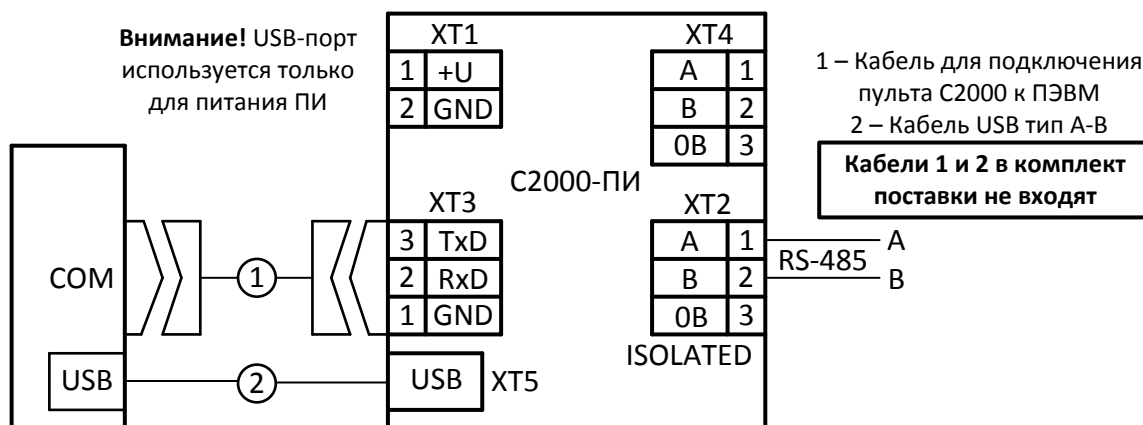 Внимание! USB-порт
используется только
для питания ПИ
XT1
1 +U
2 GND
XT4
A 1
B 2
0B 3
1 – Кабель для подключения
пульта С2000 к ПЭВМ
2 – Кабель USB тип А-В
Кабели 1 и 2 в комплект
поставки не входят
С2000-ПИ
COM
1
XT3
3 TxD
2 RxD
1 GND
XT2
A 1
B 2
0B 3
ISOLATED
RS-485
A
B
USB
2
USB
XT5